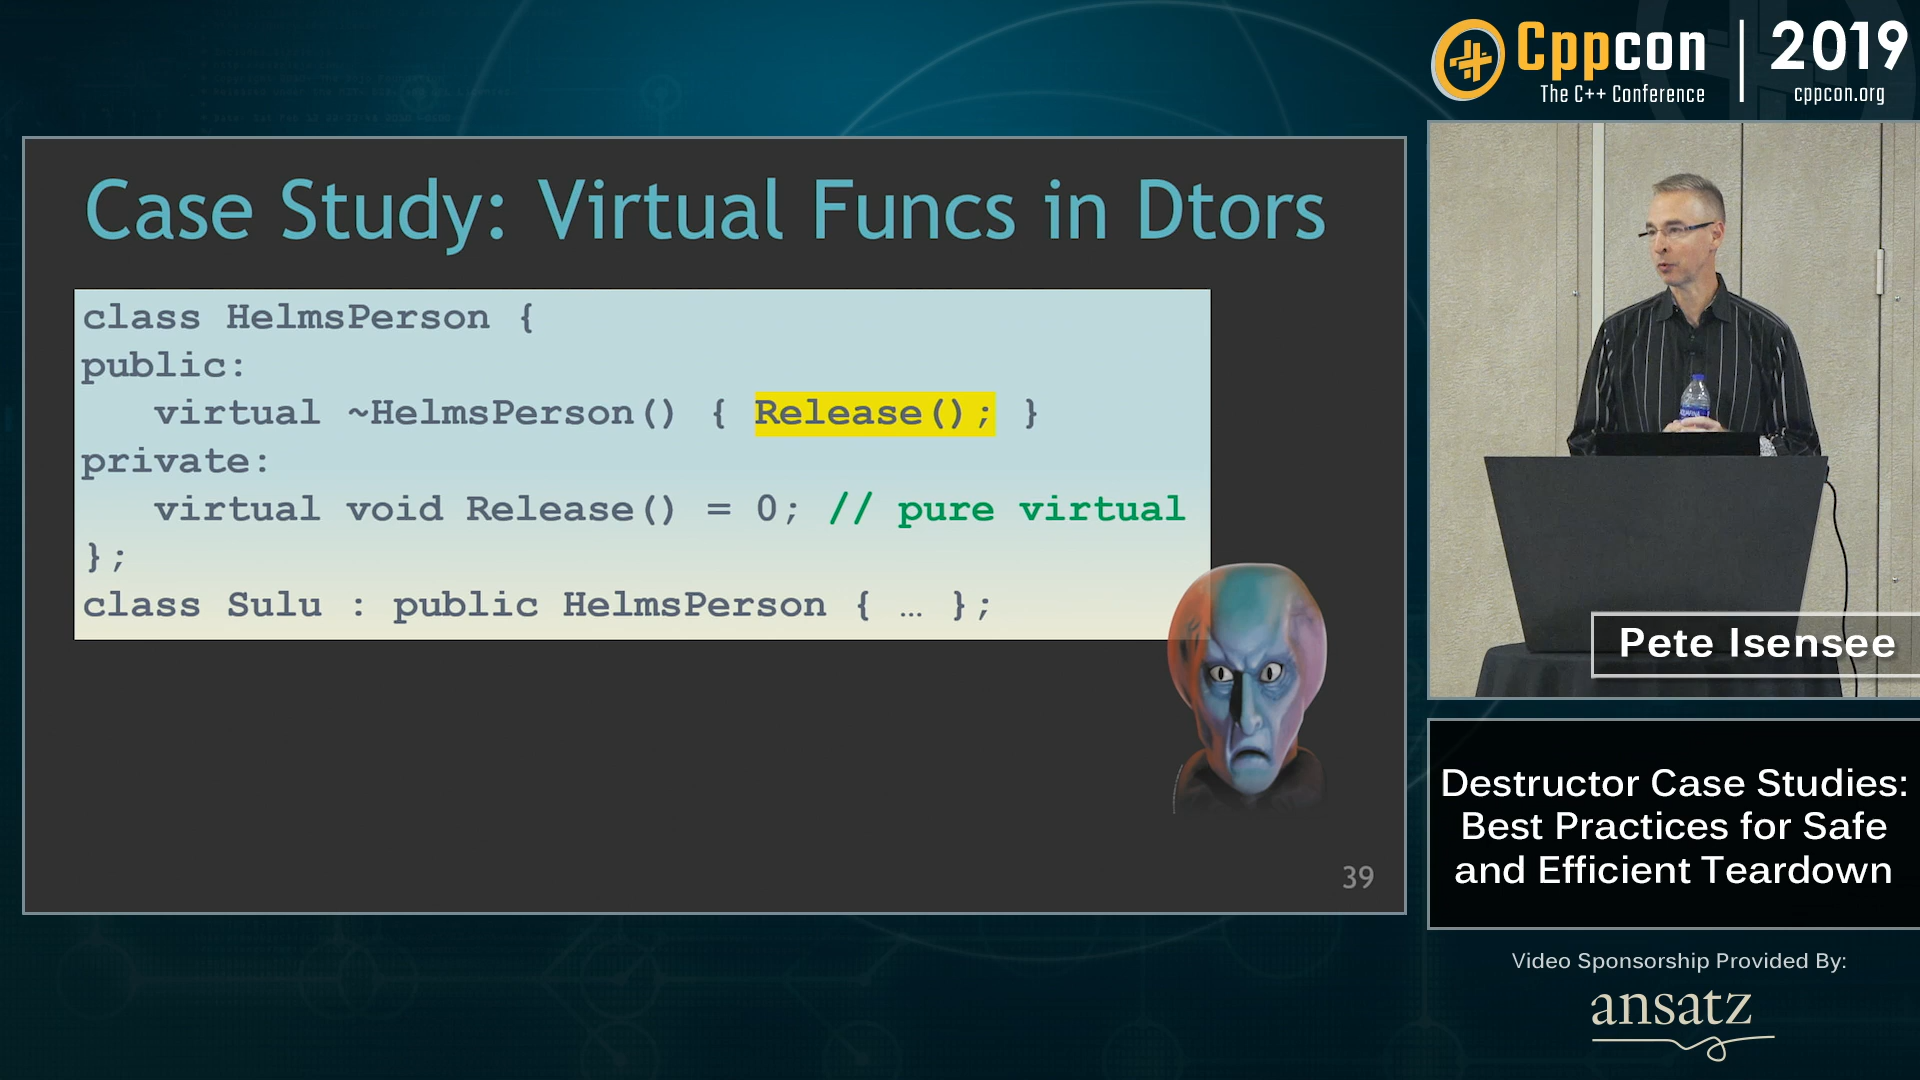 Cppcon
The C++ Conference
2019
cppcon.org
Case Study: Virtual Funcs in Dtors
class HelmsPerson {
public:
virtual ~HelmsPerson() { Release(); }
private:
virtual void Release() = 0; // pure virtual
};
class Sulu : public HelmsPerson { … };
39
Pete Isensee
Destructor Case Studies:
Best Practices for Safe
and Efficient Teardown
Video Sponsorship Provided By:
ansatz